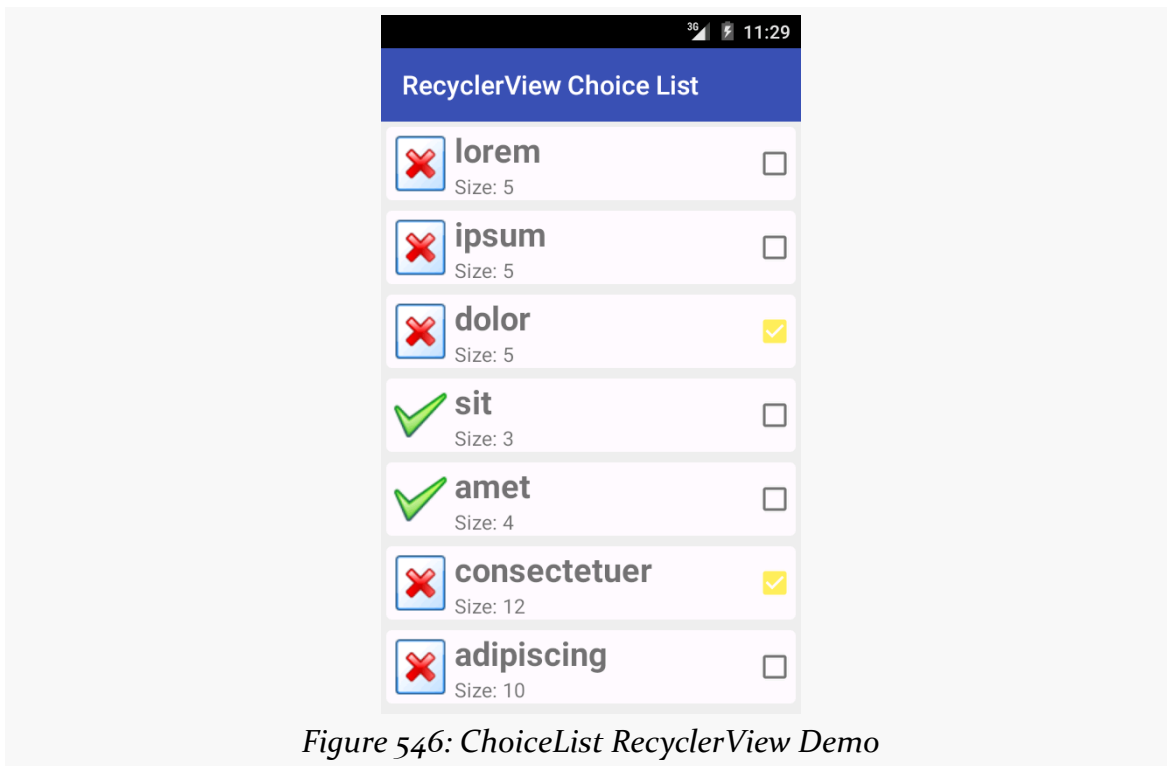 3G 11:29
RecyclerView Choice List
lorem
Size: 5
ipsum
Size: 5
dolor
Size: 5
sit
Size: 3
amet
Size: 4
consectetuer
Size: 12
adipiscing
Size: 10
Figure 546: ChoiceList RecyclerView Demo